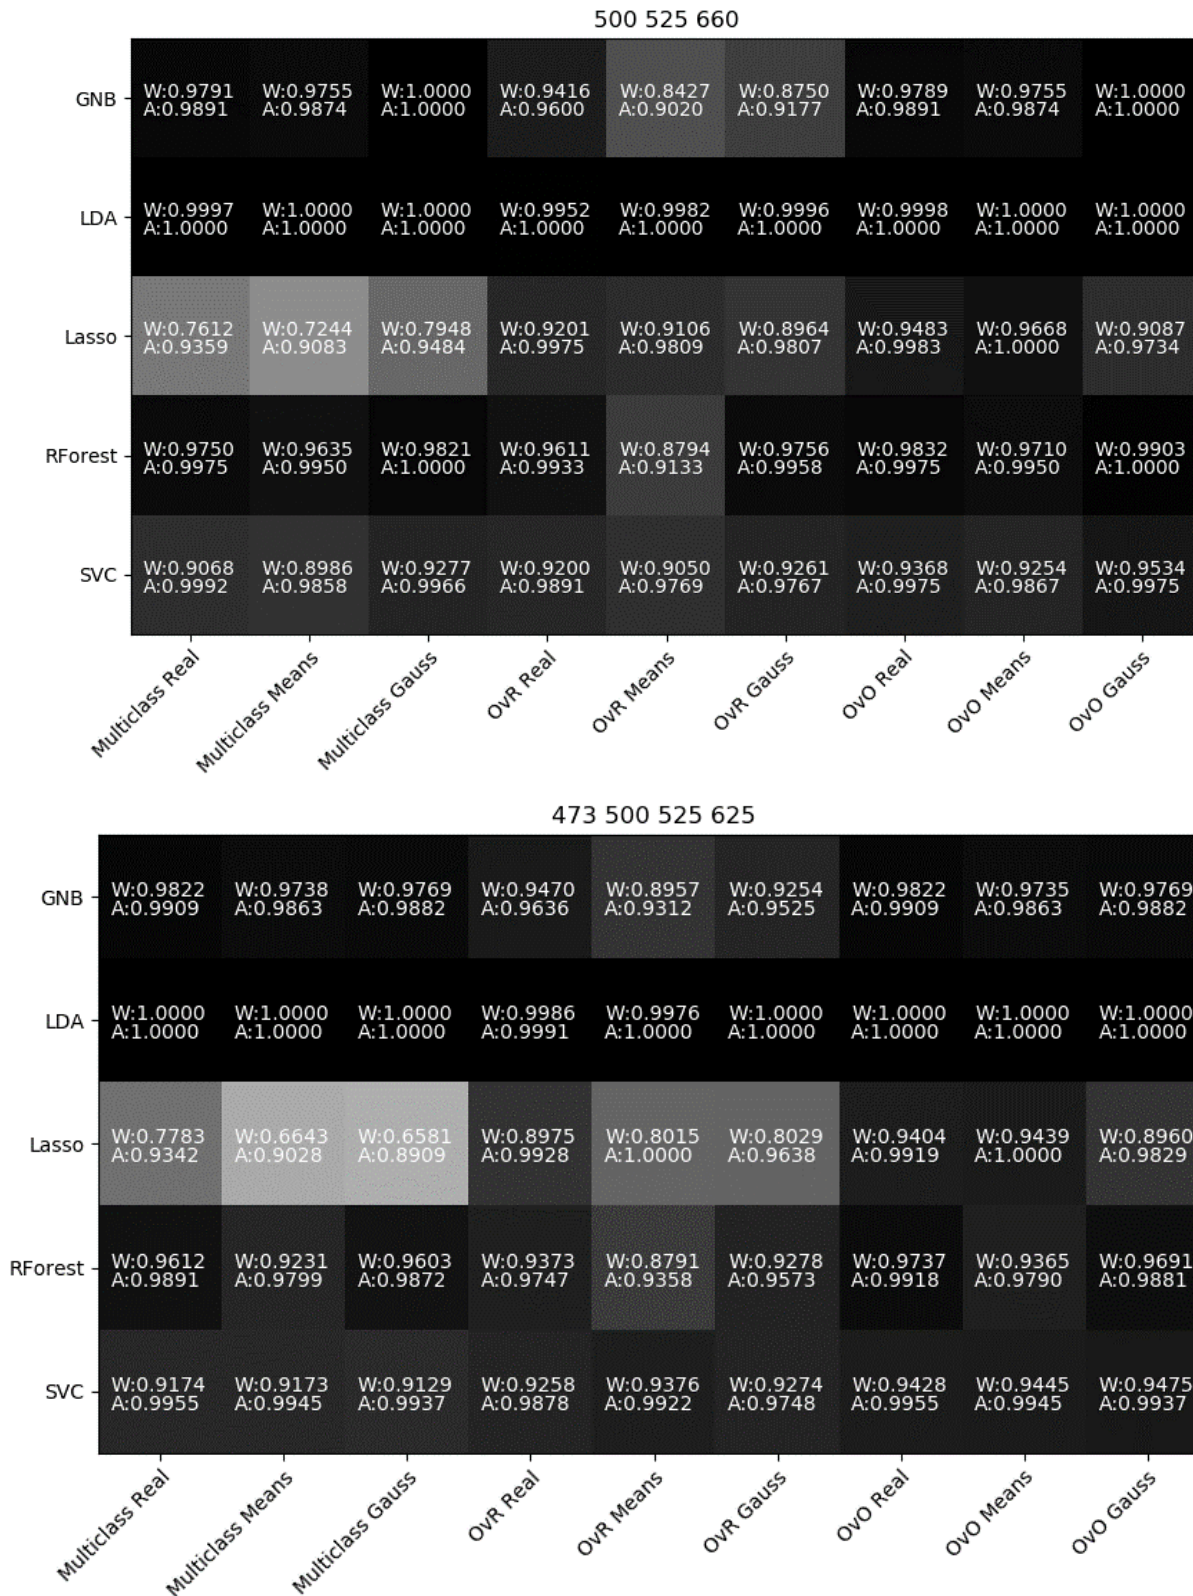 500 525 660
GNB W:0.9791 W:0.9755 W:1.0000 W:0.9416 W:0.8427 W:0.8750 W:0.9789 W:0.9755 W:1.0000
A:0.9891 A:0.9874 A:1.0000 A:0.9600 A:0.9020 A:0.9177 A:0.9891 A:0.9874 A:1.0000
LDA W:0.9997 W:1.0000 W:1.0000 W:0.9952 W:0.9982 W:0.9996 W:0.9998 W:1.0000 W:1.0000
A:1.0000 A:1.0000 A:1.0000 A:1.0000 A:1.0000 A:1.0000 A:1.0000 A:1.0000 A:1.0000
Lasso W:0.7612 W:0.7244 W:0.7948 W:0.9201 W:0.9106 W:0.8964 W:0.9483 W:0.9668 W:0.9087
A:0.9359 A:0.9083 A:0.9484 A:0.9975 A:0.9809 A:0.9807 A:0.9983 A:1.0000 A:0.9734
RForest W:0.9750 W:0.9635 W:0.9821 W:0.9611 W:0.8794 W:0.9756 W:0.9832 W:0.9710 W:0.9903
A:0.9975 A:0.9950 A:1.0000 A:0.9933 A:0.9133 A:0.9958 A:0.9975 A:0.9950 A:1.0000
SVC W:0.9068 W:0.8986 W:0.9277 W:0.9200 W:0.9050 W:0.9261 W:0.9368 W:0.9254 W:0.9534
A:0.9992 A:0.9858 A:0.9966 A:0.9891 A:0.9769 A:0.9767 A:0.9975 A:0.9867 A:0.9975
Multiclass Real Multiclass Means Multiclass Gauss OvR Real OvR Means OvR Gauss OvO Real OvO Means OvO Gauss
473 500 525 625
GNB W:0.9822 W:0.9738 W:0.9769 W:0.9470 W:0.8957 W:0.9254 W:0.9822 W:0.9735 W:0.9769
A:0.9909 A:0.9863 A:0.9882 A:0.9636 A:0.9312 A:0.9525 A:0.9909 A:0.9863 A:0.9882
LDA W:1.0000 W:1.0000 W:1.0000 W:0.9986 W:0.9976 W:1.0000 W:1.0000 W:1.0000 W:1.0000
A:1.0000 A:1.0000 A:1.0000 A:0.9991 A:1.0000 A:1.0000 A:1.0000 A:1.0000 A:1.0000
Lasso W:0.7783 W:0.6643 W:0.6581 W:0.8975 W:0.8015 W:0.8029 W:0.9404 W:0.9439 W:0.8960
A:0.9342 A:0.9028 A:0.8909 A:0.9928 A:1.0000 A:0.9638 A:0.9919 A:1.0000 A:0.9829
RForest W:0.9612 W:0.9231 W:0.9603 W:0.9373 W:0.8791 W:0.9278 W:0.9737 W:0.9365 W:0.9691
A:0.9891 A:0.9799 A:0.9872 A:0.9747 A:0.9358 A:0.9573 A:0.9918 A:0.9790 A:0.9881
SVC W:0.9174 W:0.9173 W:0.9129 W:0.9258 W:0.9376 W:0.9274 W:0.9428 W:0.9445 W:0.9475
A:0.9955 A:0.9945 A:0.9937 A:0.9878 A:0.9922 A:0.9748 A:0.9955 A:0.9945 A:0.9937
Multiclass Real Multiclass Means Multiclass Gauss OvR Real OvR Means OvR Gauss OvO Real OvO Means OvO Gauss